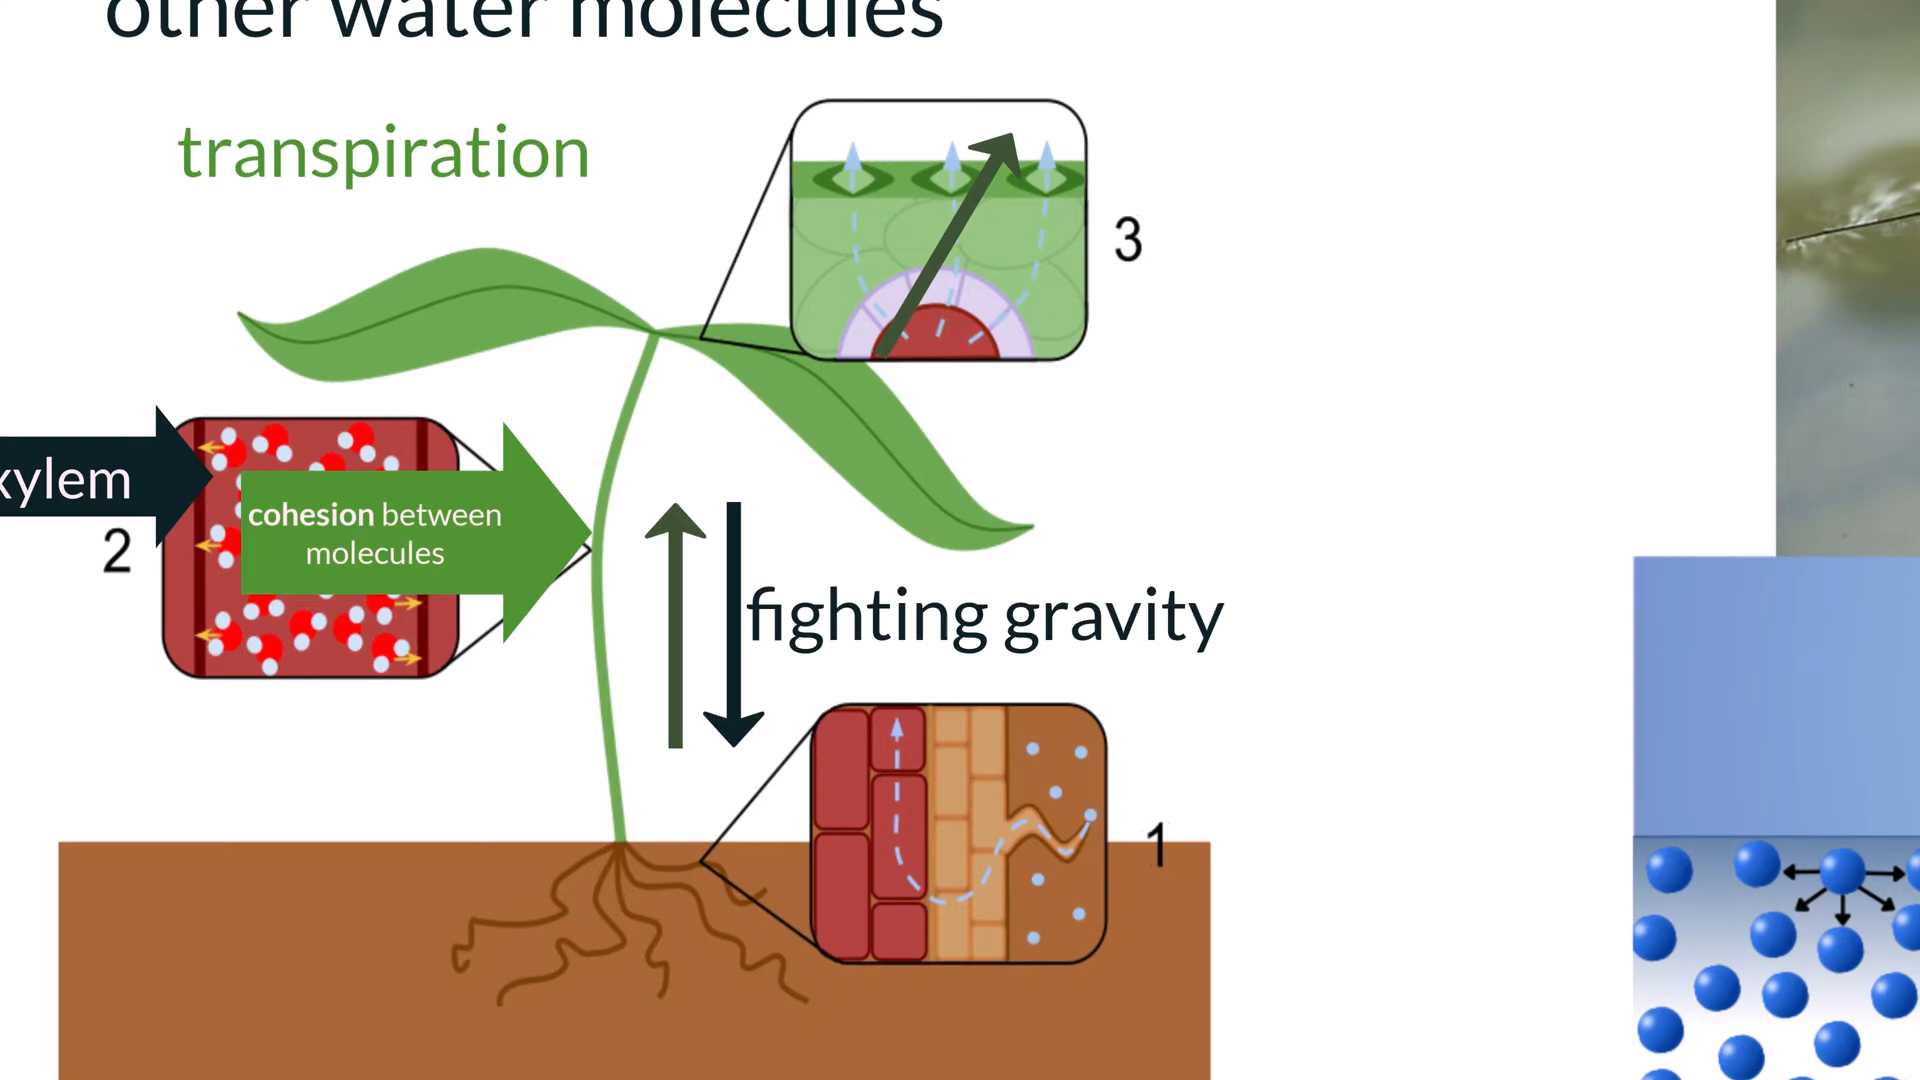 other water molecules
transpiration
3
xylem
cohesion between
molecules
2
fighting gravity
1